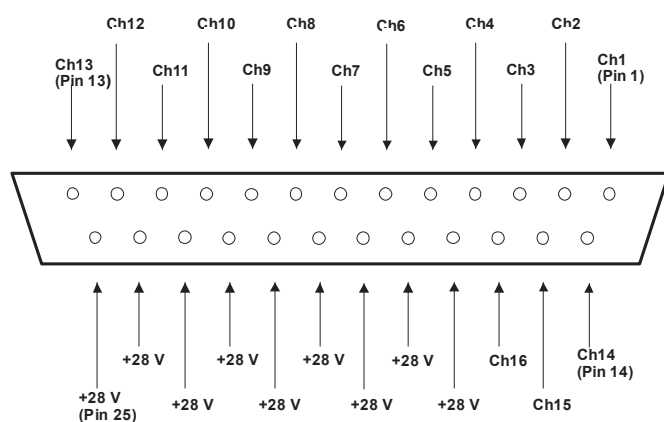 Ch12 Ch10 Ch8 Ch6 Ch4 Ch2
Ch13 Ch11 Ch9 Ch7 Ch5 Ch3 Ch1
(Pin 13) (Pin 1)
+28 V +28 V +28 V +28 V Ch16 Ch14
(Pin 14)
+28 V +28 V +28 V +28 V +28 V Ch15
(Pin 25)